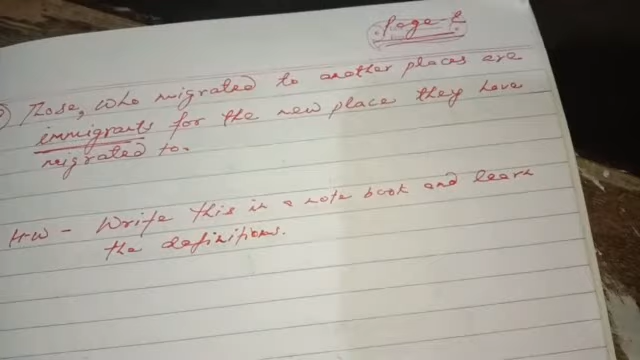 Page-2
Those, who migrated to another places are
immigrants for the new place they have
migrated to.
HW - Write this in a note book and learn
the definitions.